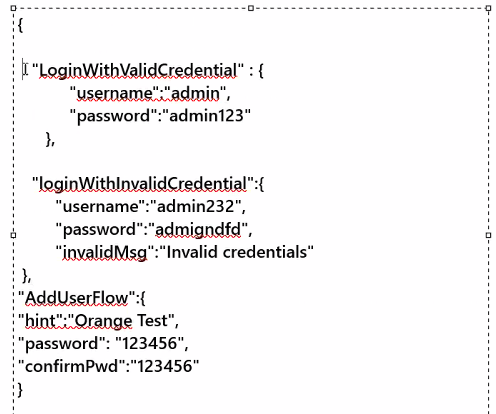 {
"LoginWithValidCredential" : {
"username":"admin",
"password":"admin123"
},
"loginWithInvalidCredential":{
"username":"admin232",
"password":"admigndfd",
"invalidMsg":"Invalid credentials"
},
"AddUserFlow":{
"hint":"Orange Test",
"password": "123456",
"confirmPwd":"123456"
}